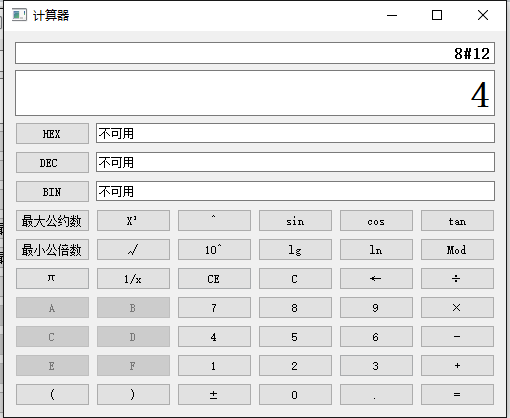 计算器
8#12
4
HEX 不可用
DEC 不可用
BIN 不可用
最大公约数 X³ ^ sin cos tan
最小公倍数 √ 10^ lg ln Mod
π 1/x CE C ← ÷
A B 7 8 9 ×
C D 4 5 6 -
E F 1 2 3 +
( ) ± 0 . =